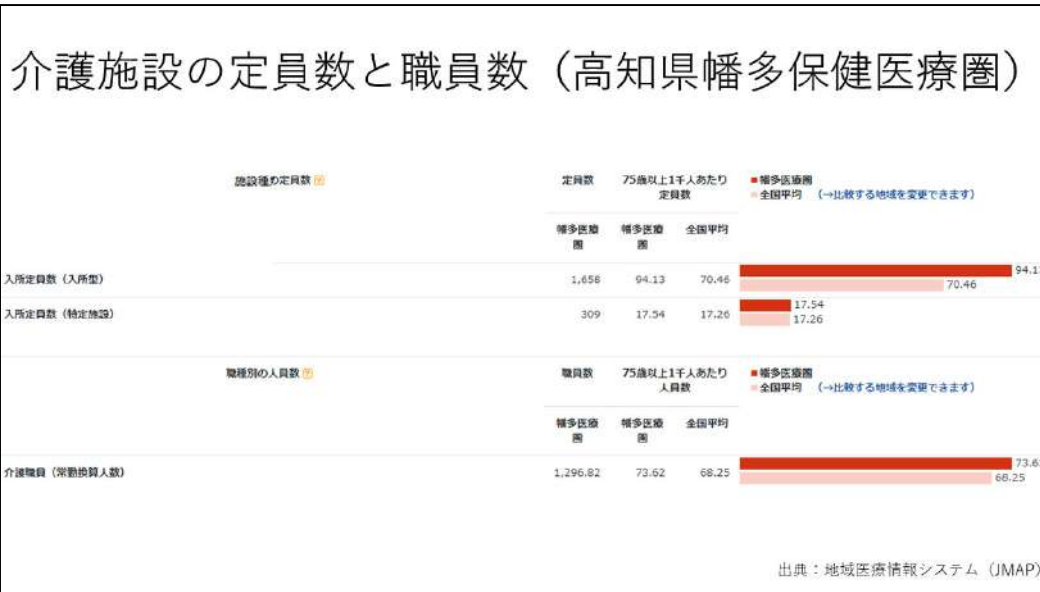 介護施設の定員数と職員数（高知県幡多保健医療圏）
施設種の定員数
定員数
75歳以上1千人あたり
定員数
■幡多医療圏
■全国平均 （→比較する地域を変更できます）
幡多医療
圏
幡多医療
圏
全国平均
入所定員数（入所型） 1,658 94.13 70.46
94.1
70.46
入所定員数（特定施設） 309 17.54 17.26
17.54
17.26
職種別の人員数
職員数
75歳以上1千人あたり
人員数
■幡多医療圏
■全国平均 （→比較する地域を変更できます）
幡多医療
圏
幡多医療
圏
全国平均
介護職員（常勤換算人数） 1,296.82 73.62 68.25
73.6
68.25
出典：地域医療情報システム（JMAP）